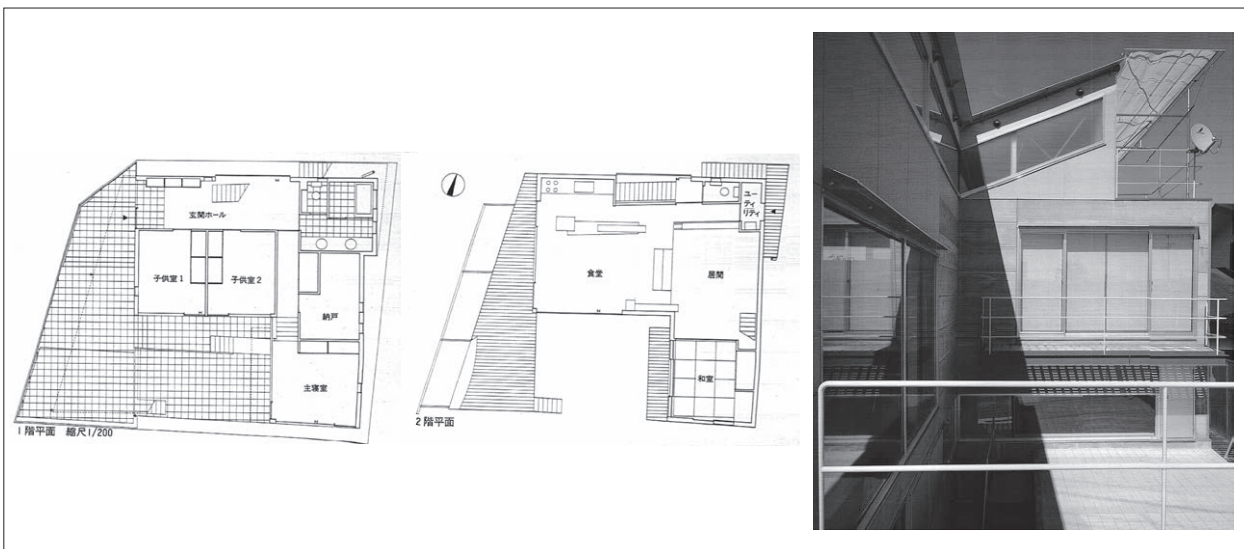 玄関ホール
子供室1
子供室2
納戸
主寝室
1階平面 縮尺1/200
ユーティリティ
食堂
居間
和室
2階平面